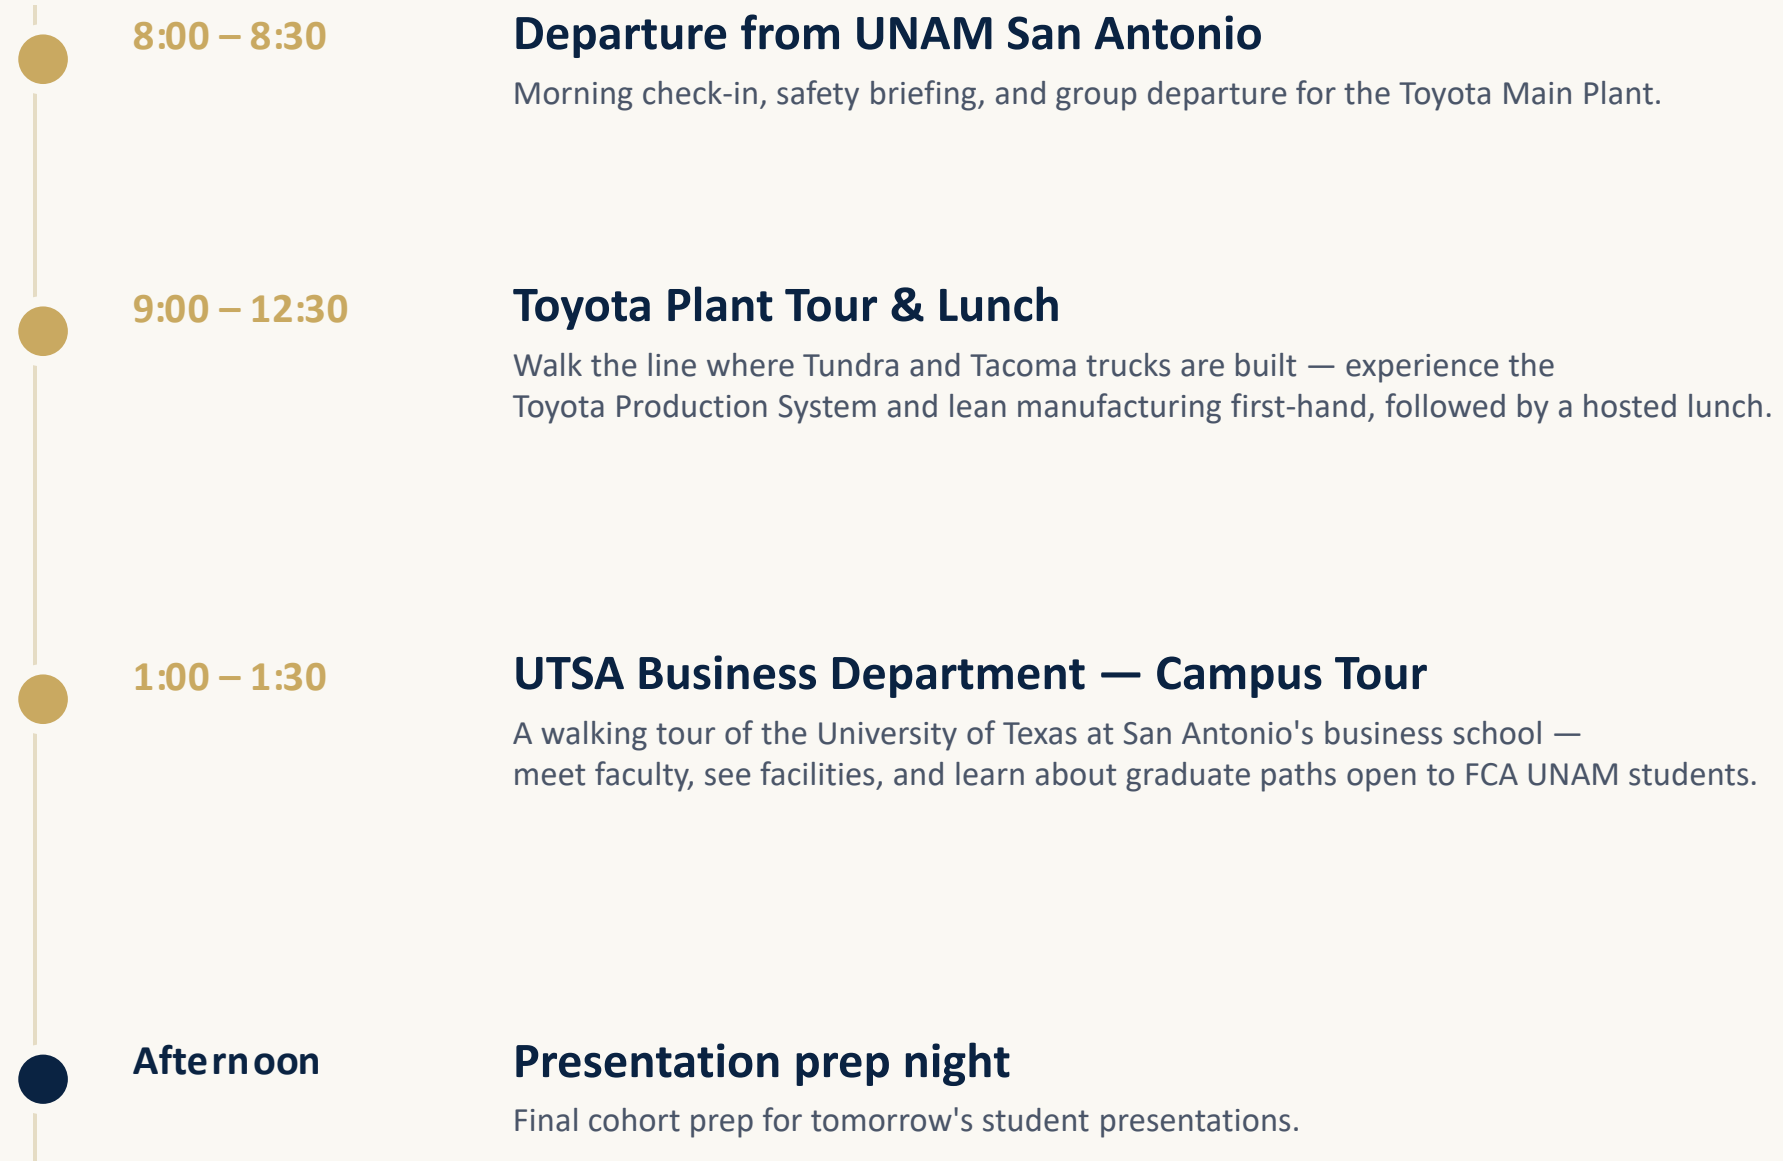 8:00 – 8:30
Departure from UNAM San Antonio
Morning check-in, safety briefing, and group departure for the Toyota Main Plant.
9:00 – 12:30
Toyota Plant Tour & Lunch
Walk the line where Tundra and Tacoma trucks are built — experience the
Toyota Production System and lean manufacturing first-hand, followed by a hosted lunch.
1:00 – 1:30
UTSA Business Department — Campus Tour
A walking tour of the University of Texas at San Antonio's business school —
meet faculty, see facilities, and learn about graduate paths open to FCA UNAM students.
Afternoon
Presentation prep night
Final cohort prep for tomorrow's student presentations.